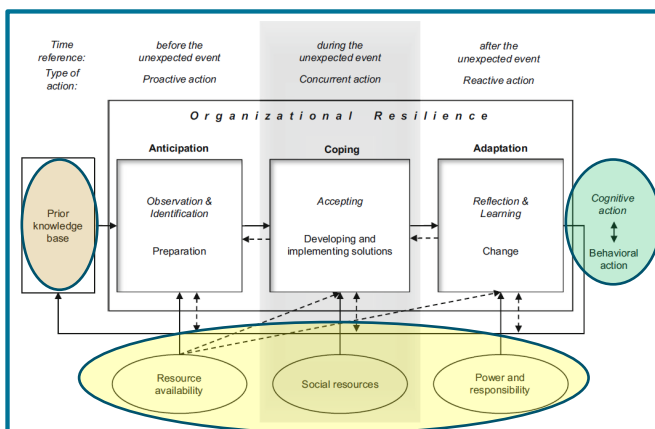 Time reference:
Type of action:
before the unexpected event
Proactive action
during the unexpected event
Concurrent action
after the unexpected event
Reactive action
Organizational Resilience
Anticipation
Coping
Adaptation
Prior
knowledge
base
Observation &
Identification
Preparation
Accepting
Developing and
implementing solutions
Reflection &
Learning
Change
Cognitive
action
Behavioral
action
Resource
availability
Social resources
Power and
responsibility